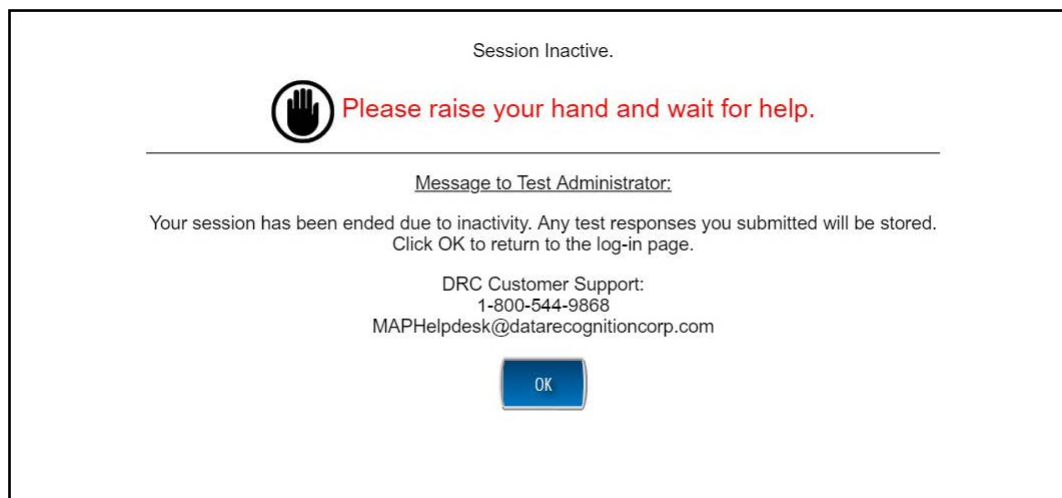 Session Inactive.
Please raise your hand and wait for help.
Message to Test Administrator:
Your session has been ended due to inactivity. Any test responses you submitted will be stored.
Click OK to return to the log-in page.
DRC Customer Support:
1-800-544-9868
MAPHelpdesk@datarecognitioncorp.com
OK